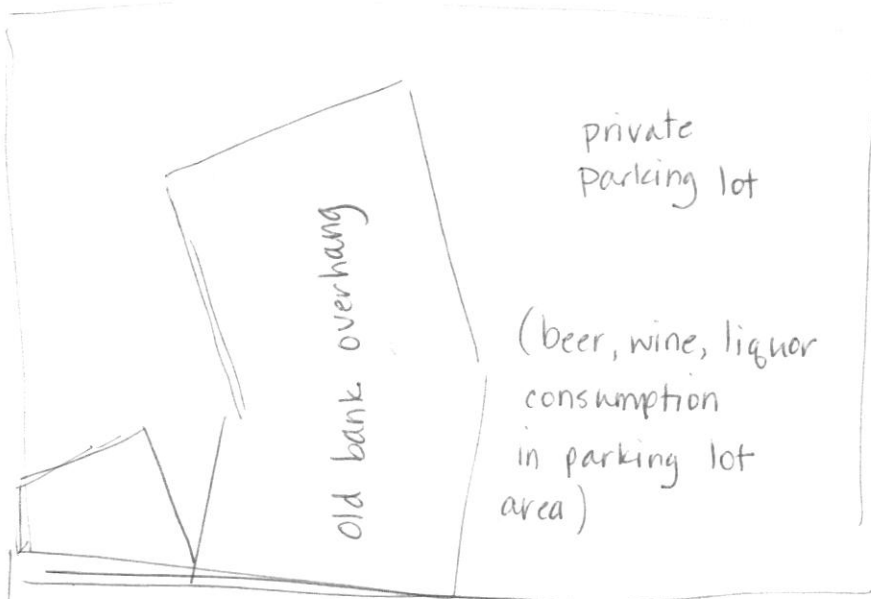 private
parking lot
old bank overhang
(beer, wine, liquor
consumption
in parking lot
area)